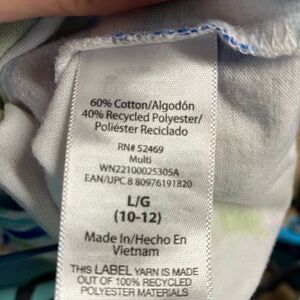 60% Cotton/Algodón
40% Recycled Polyester/
Poliéster Reciclado
RN# 52469
Multi
WN22100025305A
EAN/UPC 8 80976191820
L/G
(10-12)
Made in/Hecho En
Vietnam
THIS LABEL YARN IS MADE
OUT OF 100% RECYCLED
POLYESTER MATERIALS